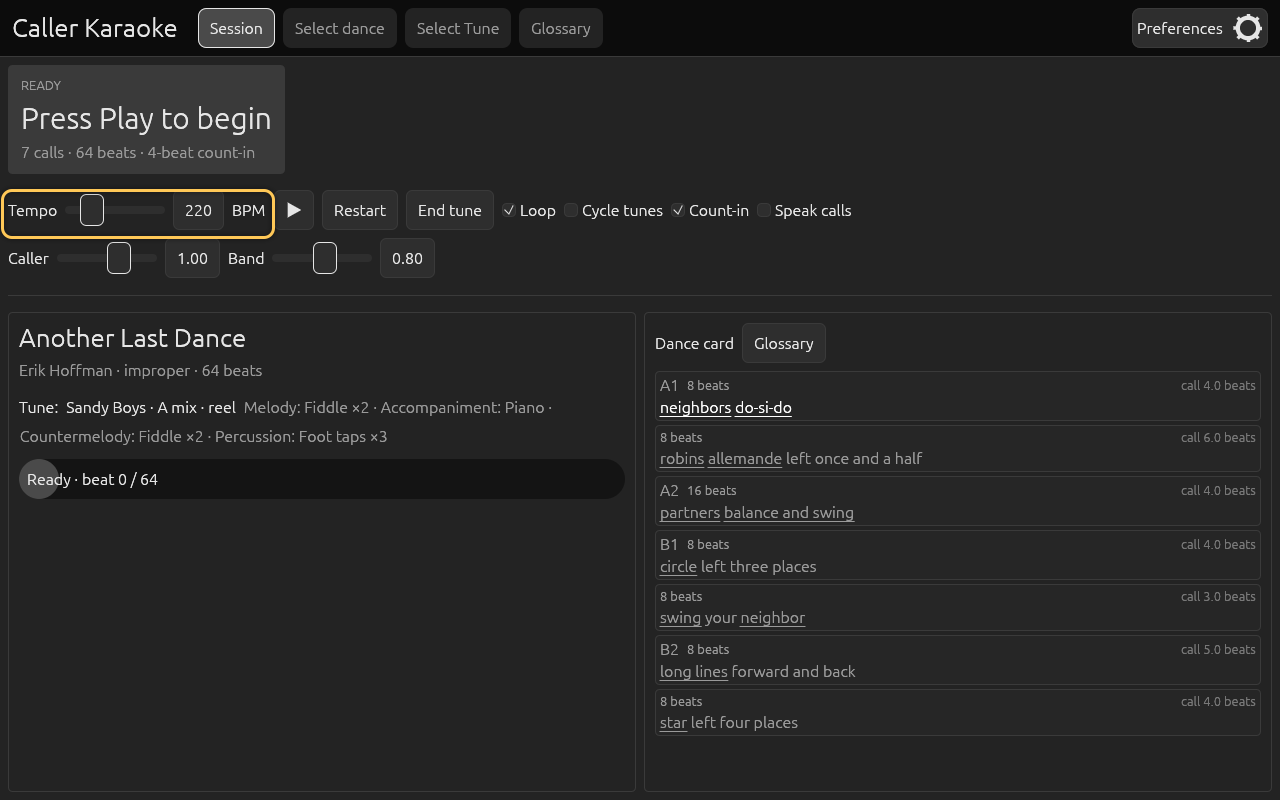 Caller Karaoke Session Select dance Select Tune Glossary Preferences
READY
Press Play to begin
7 calls · 64 beats · 4-beat count-in
Tempo 220 BPM Restart End tune Loop Cycle tunes Count-in Speak calls
Caller 1.00 Band 0.80
Another Last Dance
Erik Hoffman · improper · 64 beats
Tune: Sandy Boys · A mix · reel Melody: Fiddle ×2 · Accompaniment: Piano ·
Countermelody: Fiddle ×2 · Percussion: Foot taps ×3
Ready · beat 0 / 64
Dance card Glossary
A1 8 beats call 4.0 beats
neighbors do-si-do
8 beats call 6.0 beats
robins allemande left once and a half
A2 16 beats call 4.0 beats
partners balance and swing
B1 8 beats call 4.0 beats
circle left three places
8 beats call 3.0 beats
swing your neighbor
B2 8 beats call 5.0 beats
long lines forward and back
8 beats call 4.0 beats
star left four places